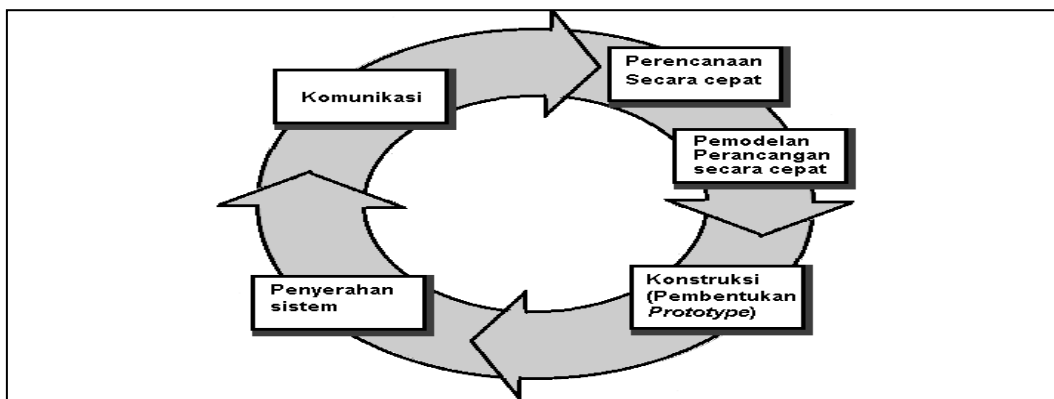 Komunikasi
Perencanaan
Secara cepat
Pemodelan
Perancangan
secara cepat
Konstruksi
(Pembentukan
Prototype)
Penyerahan
sistem